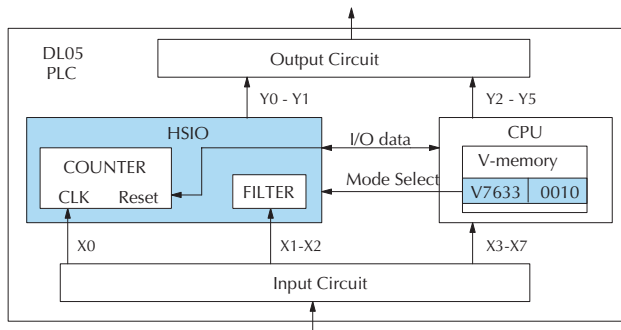 DL05
PLC
Output Circuit
Y0 - Y1
Y2 - Y5
HSIO
CPU
I/O data
COUNTER
CLK Reset
FILTER
V-memory
Mode Select
V7633 0010
X0
X1-X2
X3-X7
Input Circuit